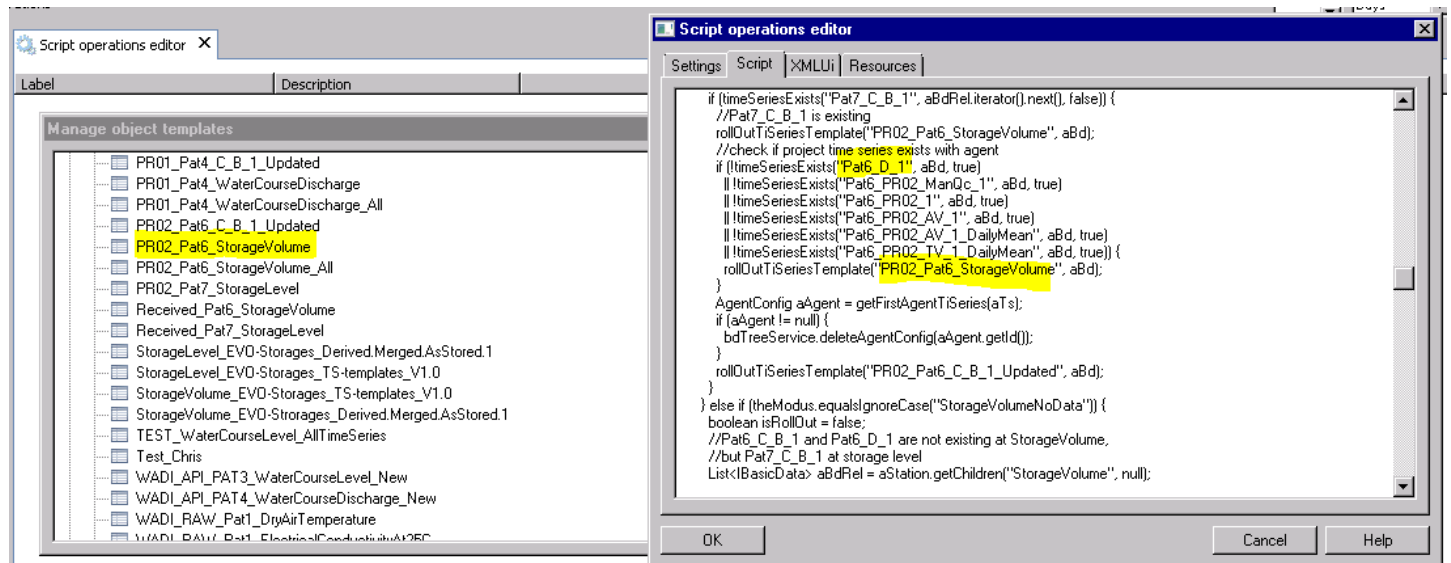 Days
Script operations editor X
Label Description
Manage object templates
PR01_Pat4_C_B_1_Updated
PR01_Pat4_WaterCourseDischarge
PR01_Pat4_WaterCourseDischarge_All
PR02_Pat6_C_B_1_Updated
PR02_Pat6_StorageVolume
PR02_Pat6_StorageVolume_All
PR02_Pat7_StorageLevel
Received_Pat6_StorageVolume
Received_Pat7_StorageLevel
StorageLevel_EVO-Storages_Derived.Merged.AsStored.1
StorageLevel_EVO-Storages_TS-templates_V1.0
StorageVolume_EVO-Storages_TS-templates_V1.0
StorageVolume_EVO-Strorages_Derived.Merged.AsStored.1
TEST_WaterCourseLevel_AllTimeSeries
Test_Chris
WADI_API_PAT3_WaterCourseLevel_New
WADI_API_PAT4_WaterCourseDischarge_New
WADI_RAW_Pat1_DryAirTemperature
WADI_RAW_Pat1_ElectricalConductivityAt25C
Script operations editor
Settings Script XMLUi Resources
if (timeSeriesExists("Pat7_C_B_1", aBdRel.iterator().next(), false)) {
//Pat7_C_B_1 is existing
rollOutTiSeriesTemplate("PR02_Pat6_StorageVolume", aBd);
//check if project time series exists with agent
if (!timeSeriesExists("Pat6_D_1", aBd, true)
|| !timeSeriesExists("Pat6_PR02_ManQc_1", aBd, true)
|| !timeSeriesExists("Pat6_PR02_1", aBd, true)
|| !timeSeriesExists("Pat6_PR02_AV_1", aBd, true)
|| !timeSeriesExists("Pat6_PR02_AV_1_DailyMean", aBd, true)
|| !timeSeriesExists("Pat6_PR02_TV_1_DailyMean", aBd, true)) {
rollOutTiSeriesTemplate("PR02_Pat6_StorageVolume", aBd);
}
AgentConfig aAgent = getFirstAgentTiSeries(aTs);
if (aAgent != null) {
bdTreeService.deleteAgentConfig(aAgent.getId());
}
rollOutTiSeriesTemplate("PR02_Pat6_C_B_1_Updated", aBd);
}
} else if (theModus.equalsIgnoreCase("StorageVolumeNoData")) {
boolean isRollOut = false;
//Pat6_C_B_1 and Pat6_D_1 are not existing at StorageVolume,
//but Pat7_C_B_1 at storage level
List<IBasicData> aBdRel = aStation.getChildren("StorageVolume", null);
OK Cancel Help